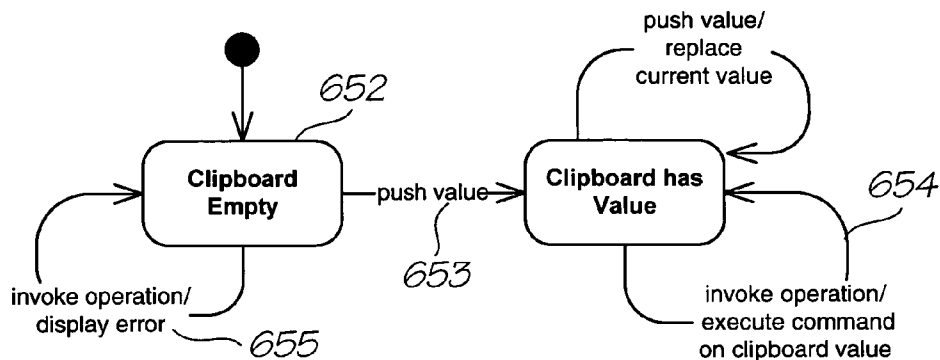 push value/
replace
current value
652
Clipboard
Empty
push value
Clipboard has
Value
654
653
invoke operation/
display error
655
invoke operation/
execute command
on clipboard value